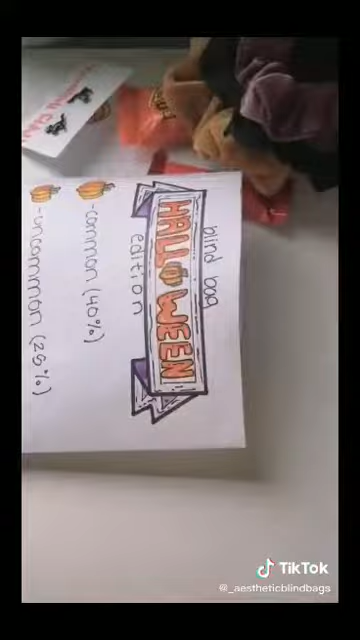 blind bag
HALLOWEEN
edition
-common (40%)
-uncommon (25%)
TikTok
@_aestheticblindbags